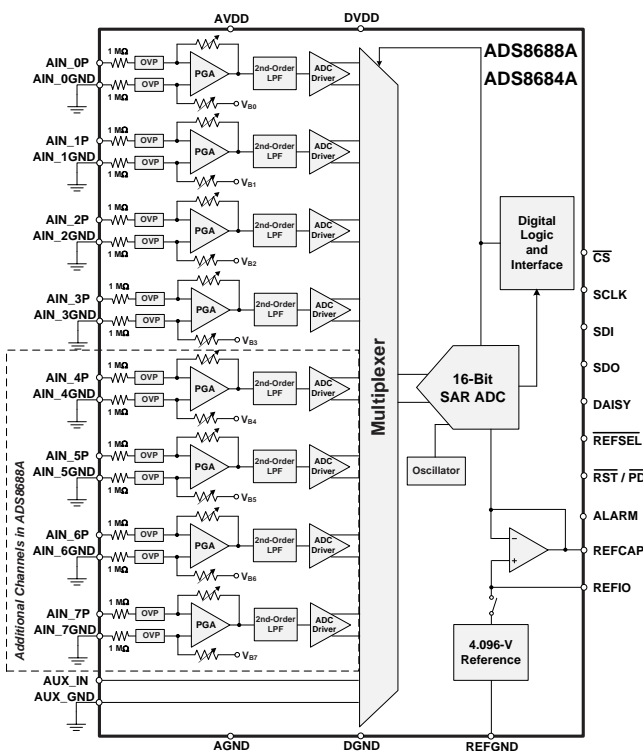 AVDD
DVDD
ADS8688A
ADS8684A
1 MΩ
AIN_0P
OVP
AIN_0GND
OVP
1 MΩ
PGA
2nd-Order
LPF
ADC
Driver
VB0
1 MΩ
AIN_1P
OVP
AIN_1GND
OVP
1 MΩ
PGA
2nd-Order
LPF
ADC
Driver
VB1
1 MΩ
AIN_2P
OVP
AIN_2GND
OVP
1 MΩ
PGA
2nd-Order
LPF
ADC
Driver
VB2
1 MΩ
AIN_3P
OVP
AIN_3GND
OVP
1 MΩ
PGA
2nd-Order
LPF
ADC
Driver
VB3
Additional Channels in ADS8688A
1 MΩ
AIN_4P
OVP
AIN_4GND
OVP
1 MΩ
PGA
2nd-Order
LPF
ADC
Driver
VB4
1 MΩ
AIN_5P
OVP
AIN_5GND
OVP
1 MΩ
PGA
2nd-Order
LPF
ADC
Driver
VB5
1 MΩ
AIN_6P
OVP
AIN_6GND
OVP
1 MΩ
PGA
2nd-Order
LPF
ADC
Driver
VB6
1 MΩ
AIN_7P
OVP
AIN_7GND
OVP
1 MΩ
PGA
2nd-Order
LPF
ADC
Driver
VB7
AUX_IN
AUX_GND
Multiplexer
Digital
Logic
and
Interface
16-Bit
SAR ADC
Oscillator
4.096-V
Reference
CS
SCLK
SDI
SDO
DAISY
REFSEL
RST / PD
ALARM
REFCAP
REFIO
AGND
DGND
REFGND